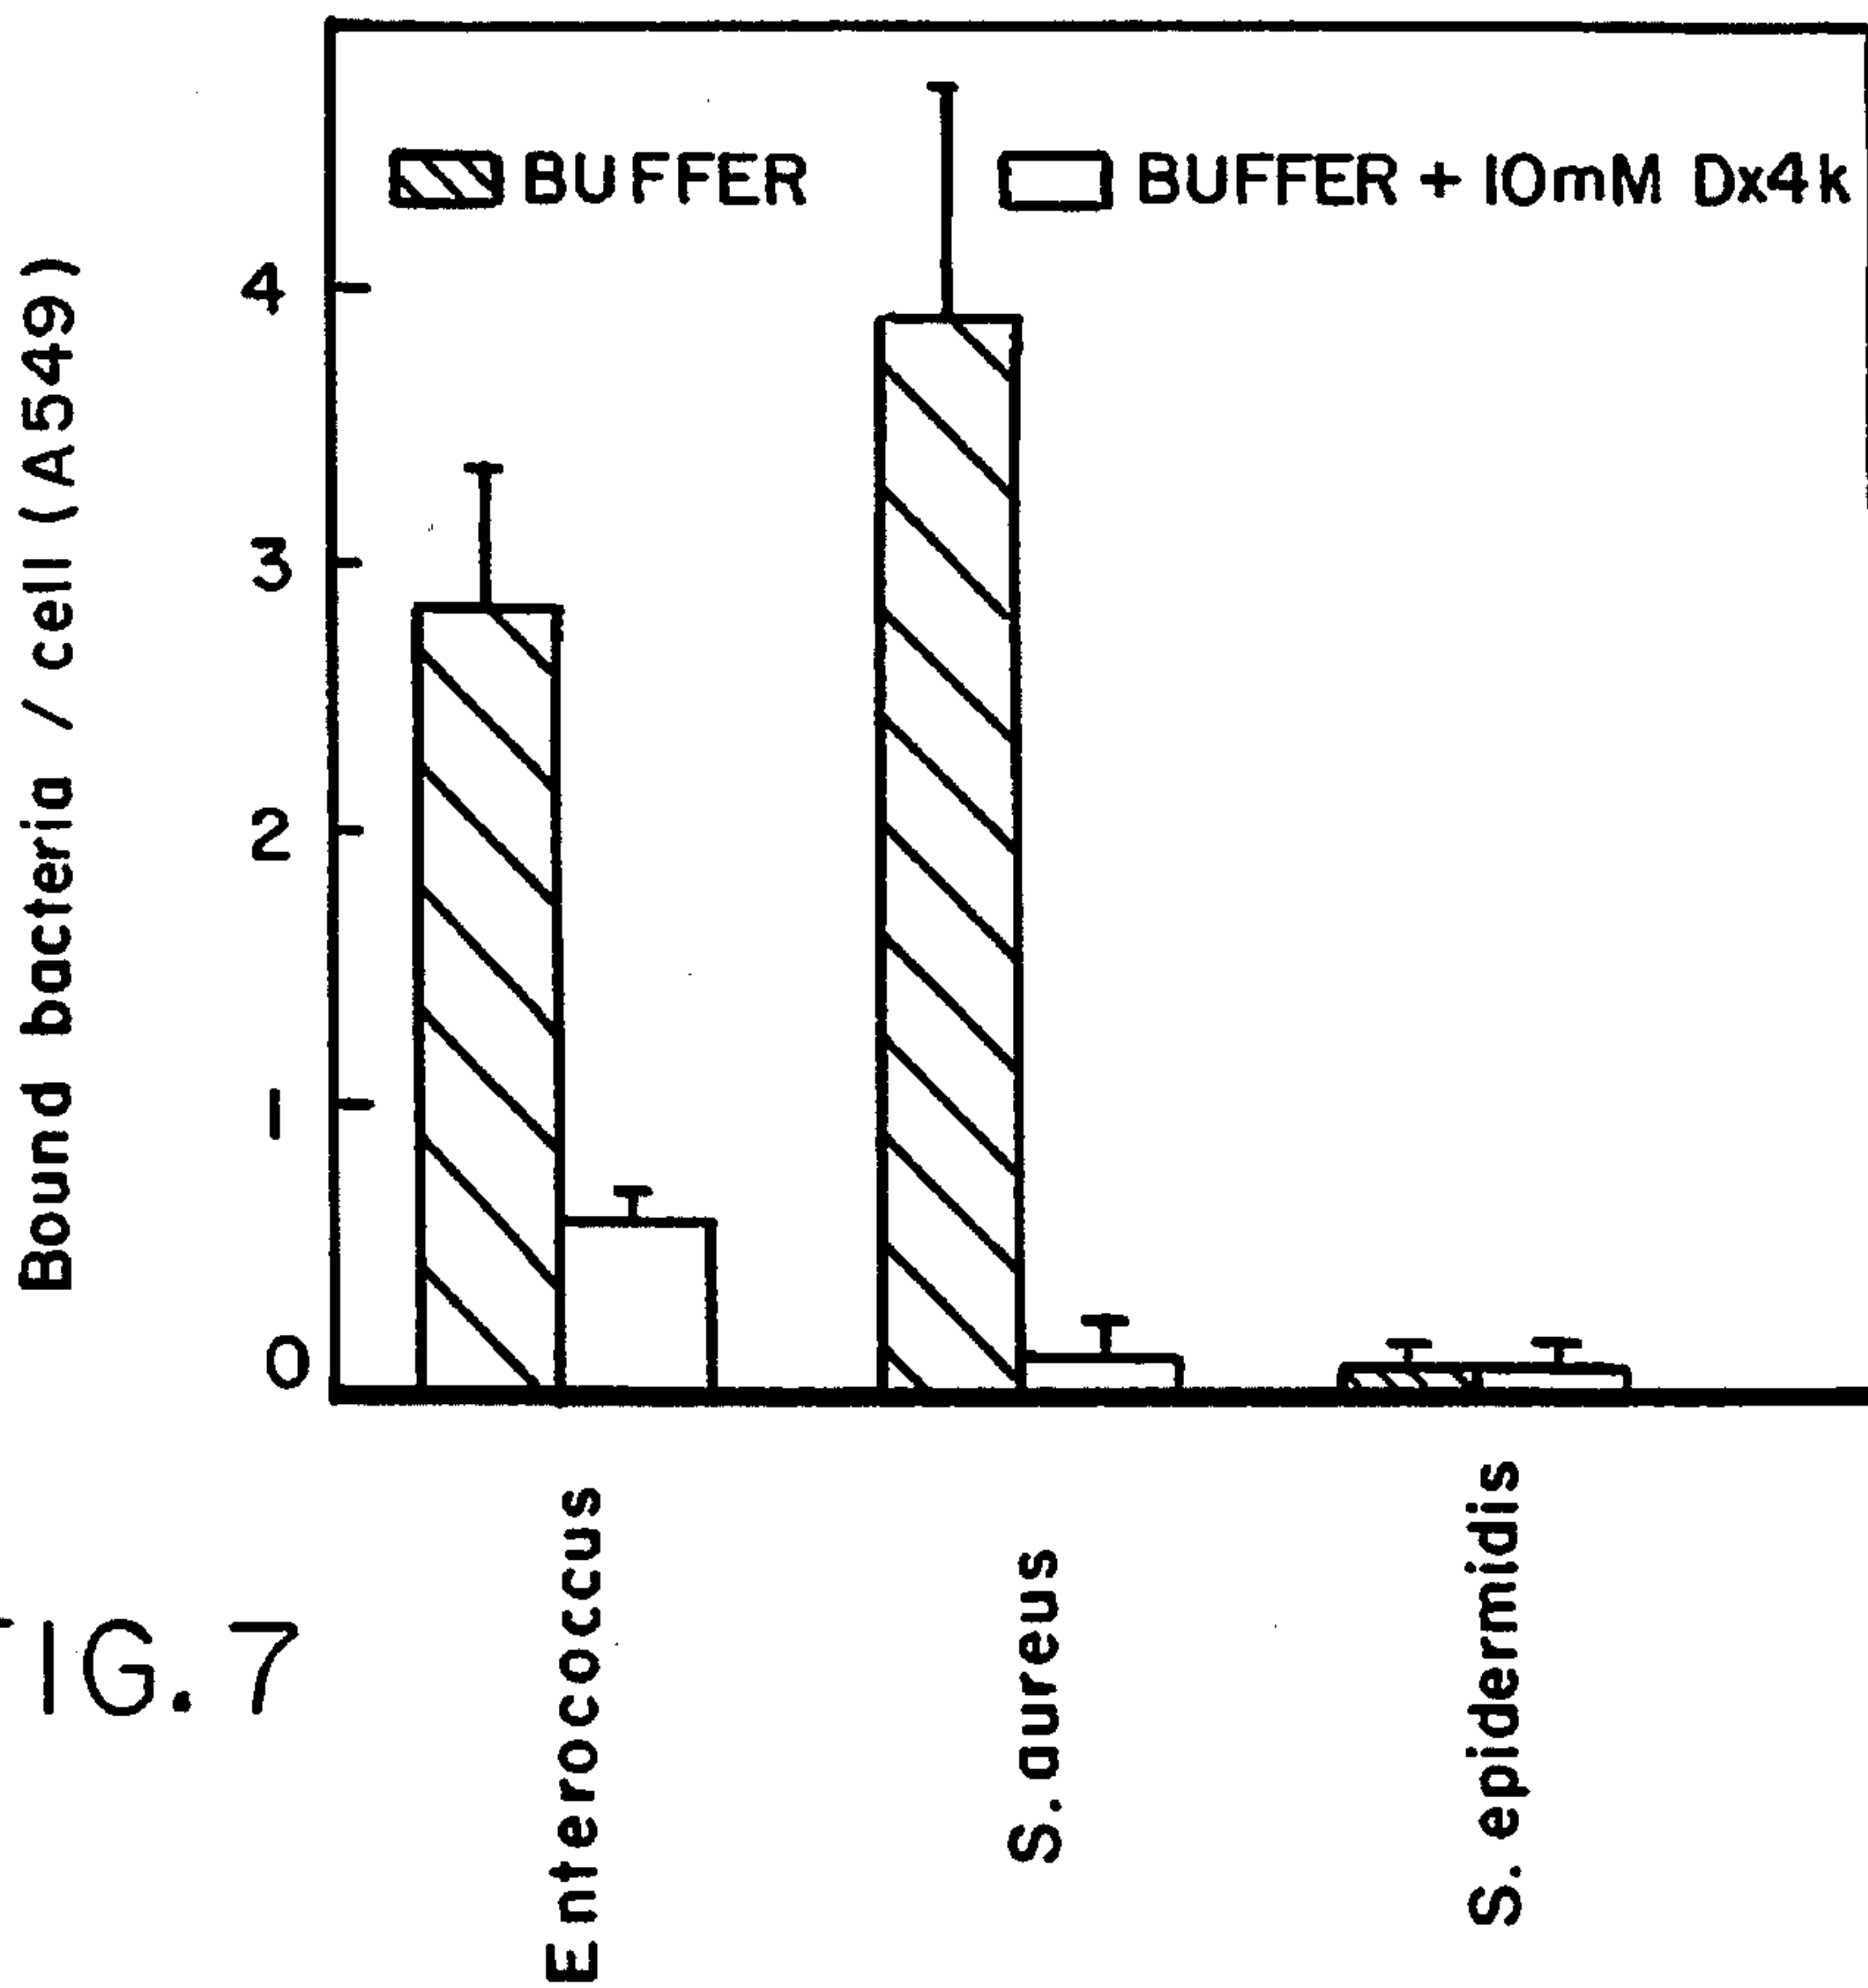 BUFFER
BUFFER + 10mM Dx4k
Bound bacteria / cell (A549)
4
3
2
1
0
Enterococcus
S. aureus
S. epidermidis
FIG. 7